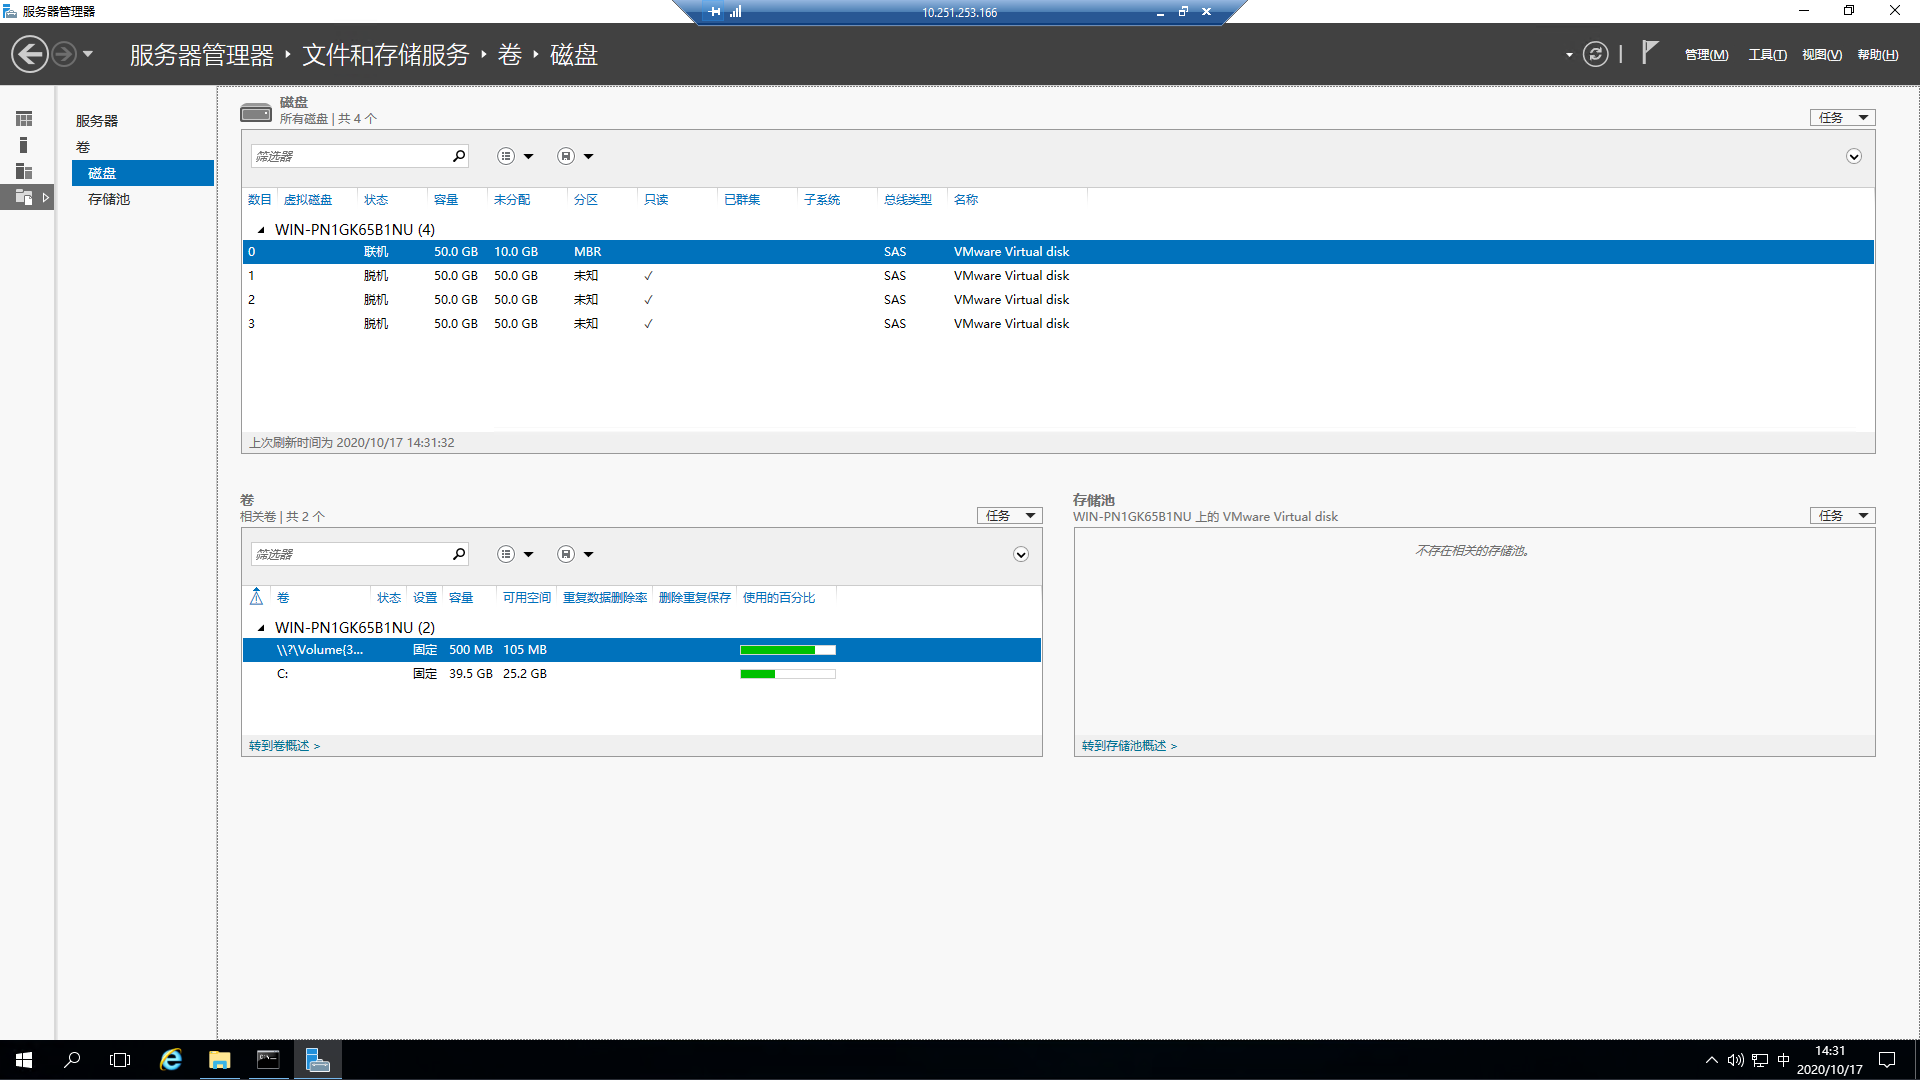 服务器管理器
10.251.253.166
服务器管理器 文件和存储服务 卷 磁盘
管理(M) 工具(T) 视图(V) 帮助(H)
服务器
卷
磁盘
存储池
磁盘
所有磁盘 | 共 4 个
任务
筛选器
数目 虚拟磁盘 状态 容量 未分配 分区 只读 已群集 子系统 总线类型 名称
WIN-PN1GK65B1NU (4)
0 联机 50.0 GB 10.0 GB MBR SAS VMware Virtual disk
1 脱机 50.0 GB 50.0 GB 未知 ✓ SAS VMware Virtual disk
2 脱机 50.0 GB 50.0 GB 未知 ✓ SAS VMware Virtual disk
3 脱机 50.0 GB 50.0 GB 未知 ✓ SAS VMware Virtual disk
上次刷新时间为 2020/10/17 14:31:32
卷
相关卷 | 共 2 个
任务
筛选器
卷 状态 设置 容量 可用空间 重复数据删除率 删除重复保存 使用的百分比
WIN-PN1GK65B1NU (2)
\\?\Volume{3... 固定 500 MB 105 MB
C: 固定 39.5 GB 25.2 GB
转到卷概述 >
存储池
WIN-PN1GK65B1NU 上的 VMware Virtual disk
任务
不存在相关的存储池。
转到存储池概述 >
中
14:31
2020/10/17